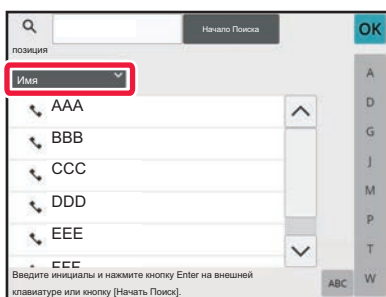 Начало Поиска
OK
позиция
Имя
A
AAA
D
BBB
G
CCC
J
M
DDD
P
EEE
T
FFF
Введите инициалы и нажмите кнопку Enter на внешней
клавиатуре или кнопку [Начать Поиск].
ABC
W